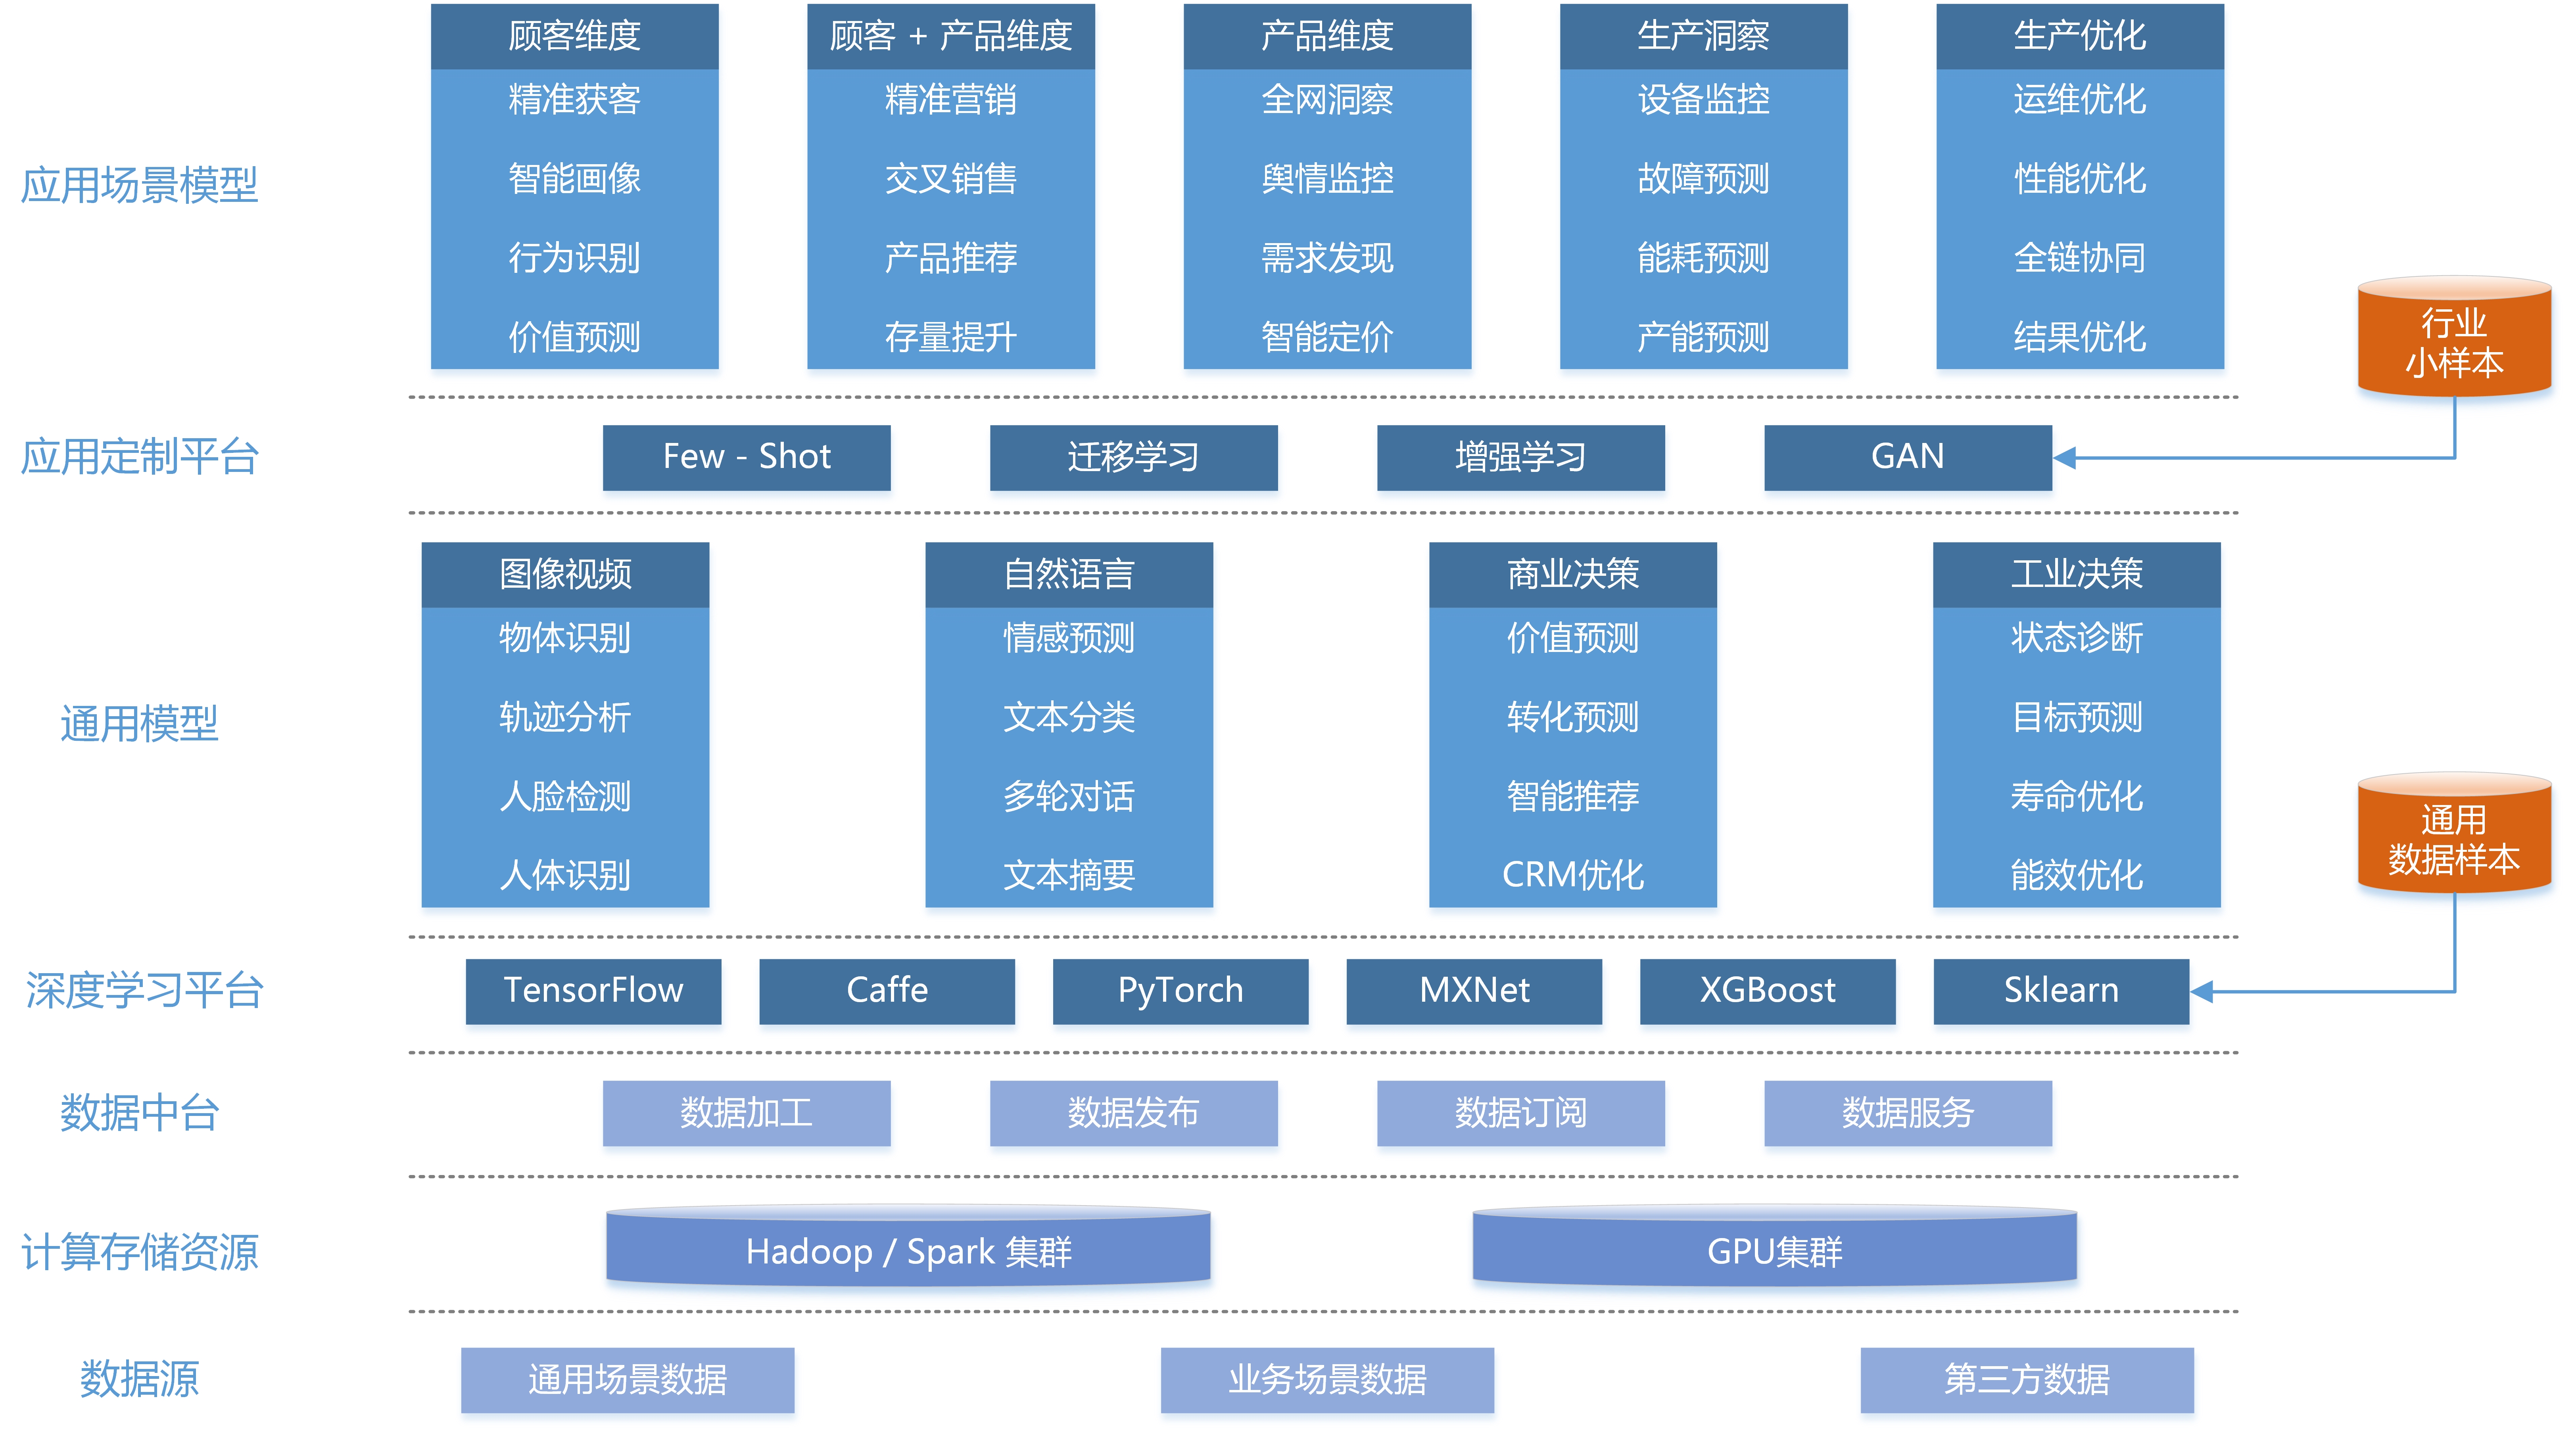 应用场景模型
顾客维度
精准获客
智能画像
行为识别
价值预测
顾客 + 产品维度
精准营销
交叉销售
产品推荐
存量提升
产品维度
全网洞察
舆情监控
需求发现
智能定价
生产洞察
设备监控
故障预测
能耗预测
产能预测
生产优化
运维优化
性能优化
全链协同
结果优化
行业
小样本
应用定制平台
Few - Shot
迁移学习
增强学习
GAN
通用模型
图像视频
物体识别
轨迹分析
人脸检测
人体识别
自然语言
情感预测
文本分类
多轮对话
文本摘要
商业决策
价值预测
转化预测
智能推荐
CRM优化
工业决策
状态诊断
目标预测
寿命优化
能效优化
通用
数据样本
深度学习平台
TensorFlow
Caffe
PyTorch
MXNet
XGBoost
Sklearn
数据中台
数据加工
数据发布
数据订阅
数据服务
计算存储资源
Hadoop / Spark 集群
GPU集群
数据源
通用场景数据
业务场景数据
第三方数据